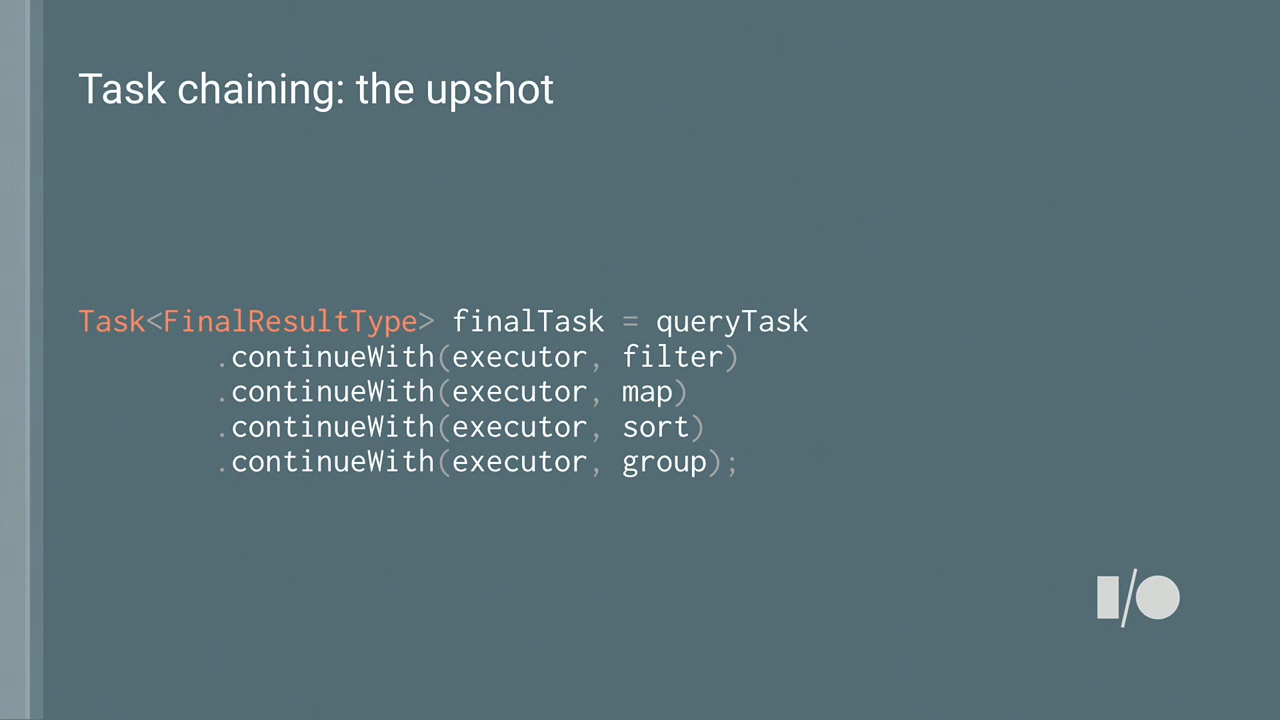 Task chaining: the upshot
Task<FinalResultType> finalTask = queryTask
.continueWith(executor, filter)
.continueWith(executor, map)
.continueWith(executor, sort)
.continueWith(executor, group);
I/O